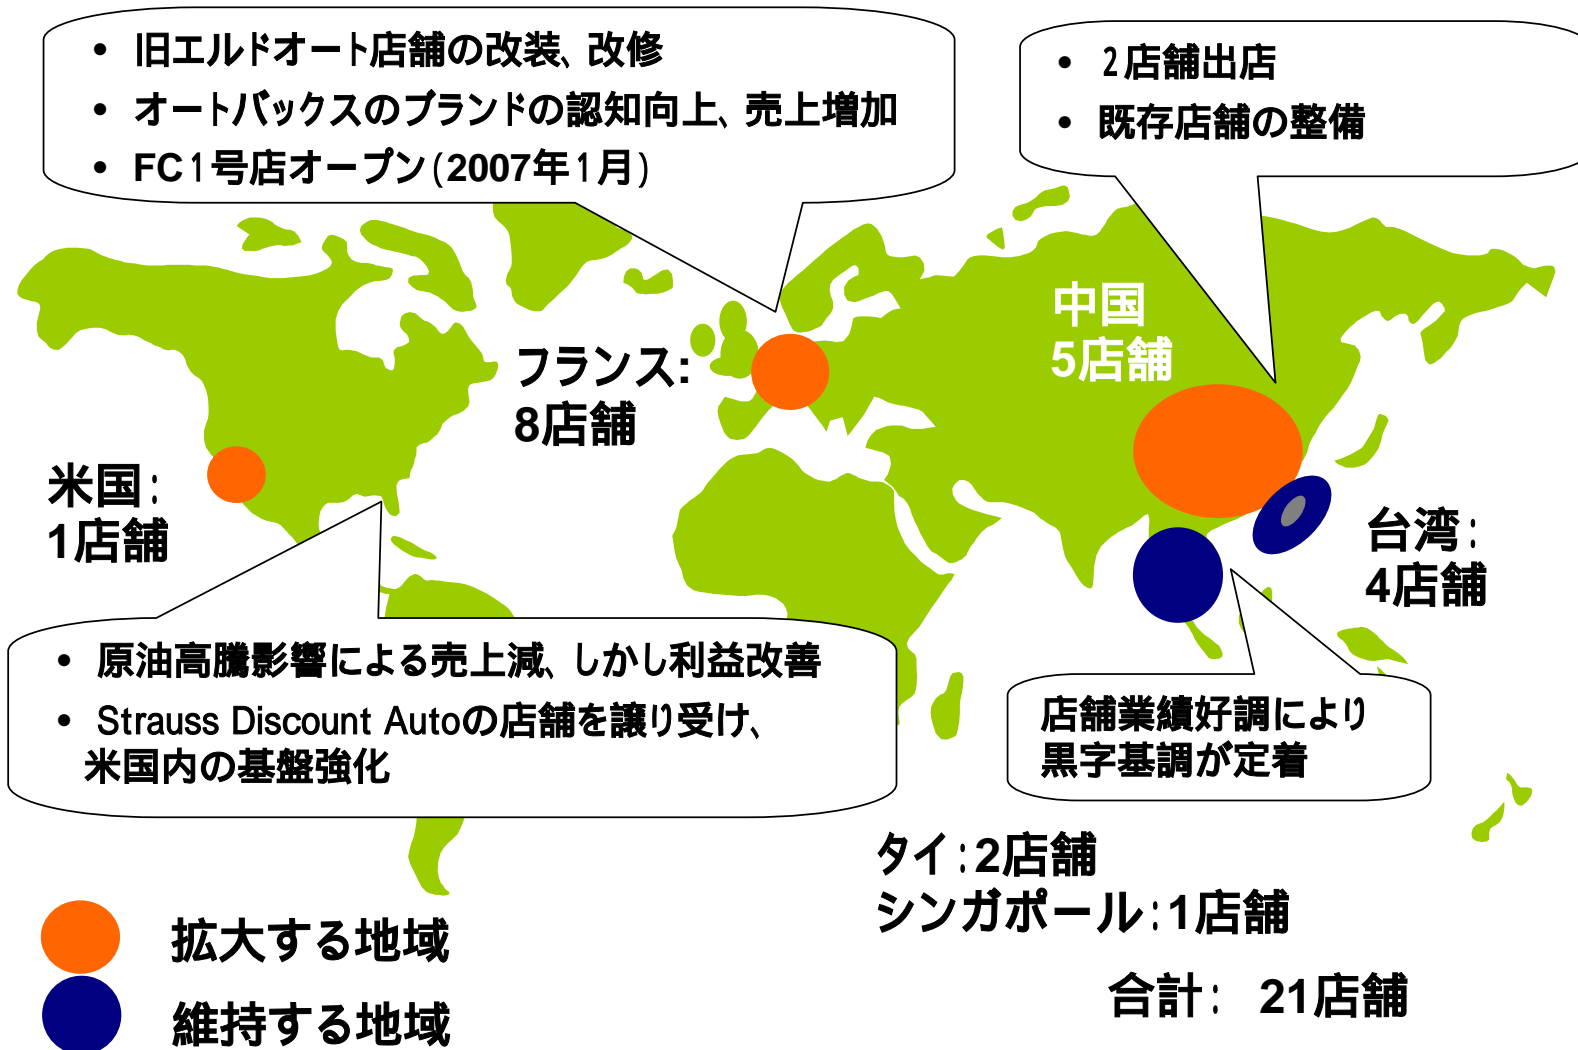 • 旧エルドオート店舗の改装、改修
• オートバックスのブランドの認知向上、売上増加
• FC1号店オープン(2007年1月)
• 2店舗出店
• 既存店舗の整備
中国
5店舗
フランス:
8店舗
米国:
1店舗
台湾:
4店舗
• 原油高騰影響による売上減、しかし利益改善
• Strauss Discount Autoの店舗を譲り受け、
米国内の基盤強化
店舗業績好調により
黒字基調が定着
タイ:2店舗
シンガポール:1店舗
合計: 21店舗
拡大する地域
維持する地域